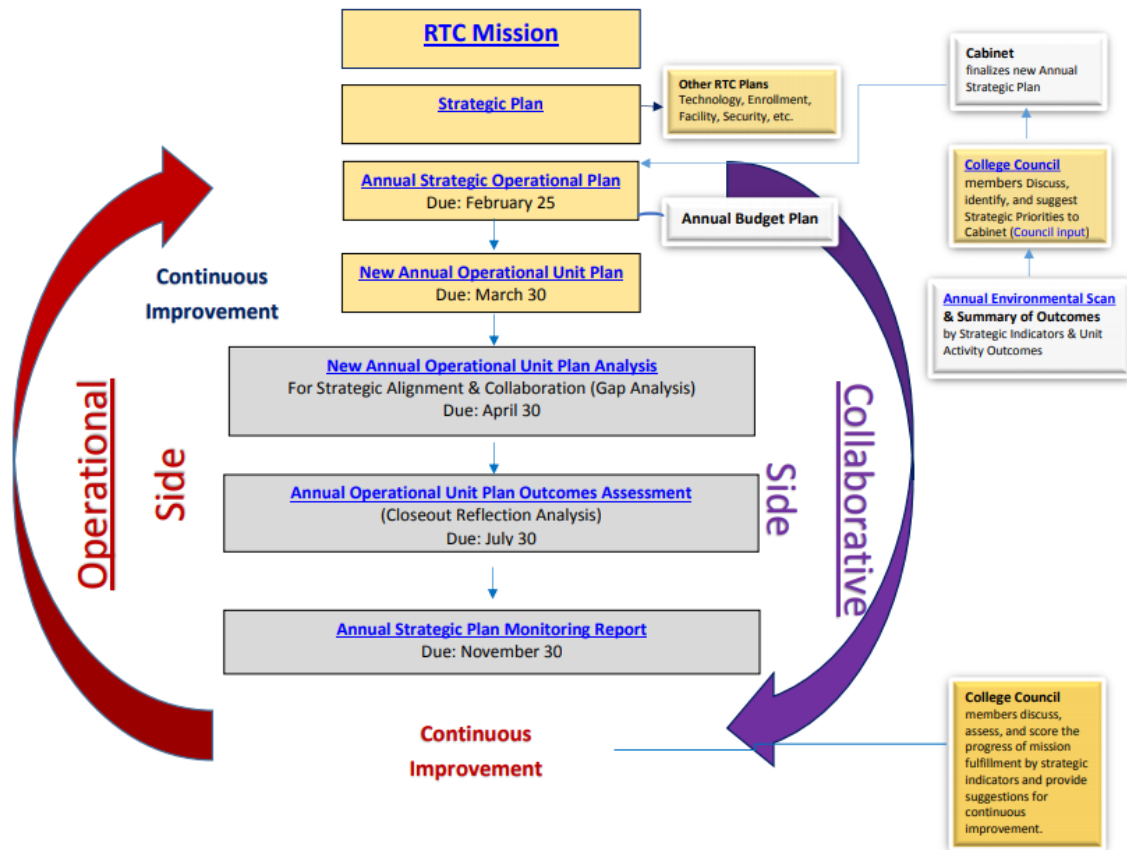 RTC Mission
Strategic Plan
Other RTC Plans
Technology, Enrollment,
Facility, Security, etc.
Cabinet
finalizes new Annual
Strategic Plan
Annual Strategic Operational Plan
Due: February 25
Annual Budget Plan
College Council
members Discuss,
identify, and suggest
Strategic Priorities to
Cabinet (Council input)
Continuous
Improvement
New Annual Operational Unit Plan
Due: March 30
Annual Environmental Scan
& Summary of Outcomes
by Strategic Indicators & Unit
Activity Outcomes
New Annual Operational Unit Plan Analysis
For Strategic Alignment & Collaboration (Gap Analysis)
Due: April 30
Operational
Side
Side
Collaborative
Annual Operational Unit Plan Outcomes Assessment
(Closeout Reflection Analysis)
Due: July 30
Annual Strategic Plan Monitoring Report
Due: November 30
Continuous
Improvement
College Council
members discuss,
assess, and score the
progress of mission
fulfillment by strategic
indicators and provide
suggestions for
continuous
improvement.